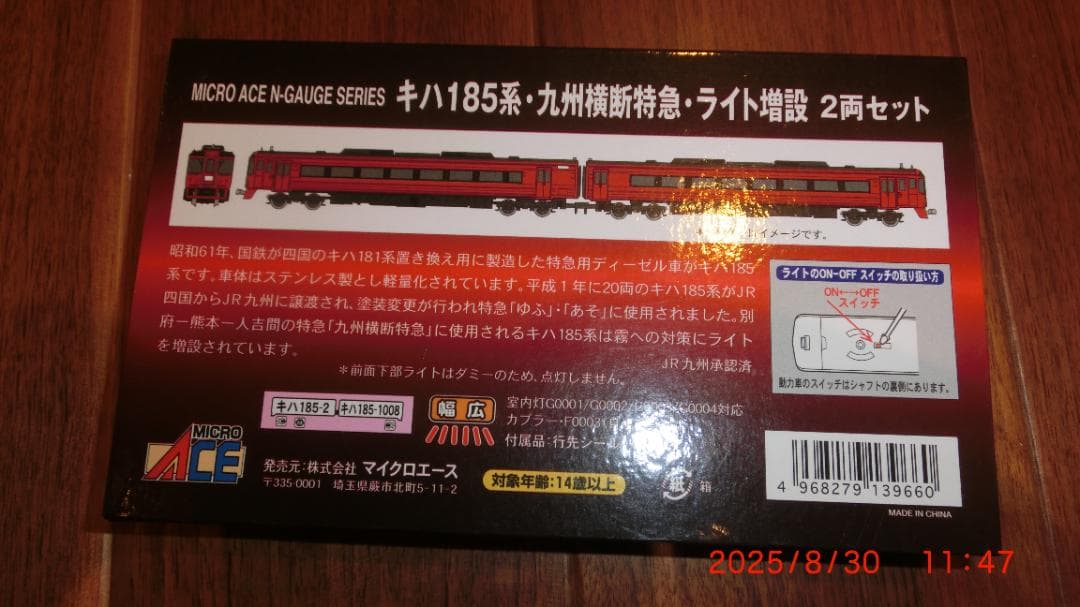 MICRO ACE N-GAUGE SERIES キハ185系・九州横断特急・ライト増設 2両セット
イメージです。
昭和61年、国鉄が四国のキハ181系置き換え用に製造した特急用ディーゼル車がキハ185
系です。車体はステンレス製とし軽量化されています。平成1年に20両のキハ185系がJR
四国からJR九州に譲渡され、塗装変更が行われ特急「ゆふ」・「あそ」に使用されました。別
府ー熊本ー人吉間の特急「九州横断特急」に使用されるキハ185系は霧への対策にライト
を増設されています。
JR九州承認済
*前面下部ライトはダミーのため、点灯しません。
ライトのON-OFF スイッチの取り扱い方
ON←→OFF
スイッチ
動力車のスイッチはシャフトの裏側にあります。
キハ185-2 キハ185-1008
幅広
室内灯G0001/G0002/ G0004対応
カプラー・F0003
付属品:行先シール
MICRO ACE
発売元:株式会社 マイクロエース
〒335-0001 埼玉県蕨市北町5-11-2
対象年齢:14歳以上
紙 箱
4 968279 139660
MADE IN CHINA
2025/8/30 11:47